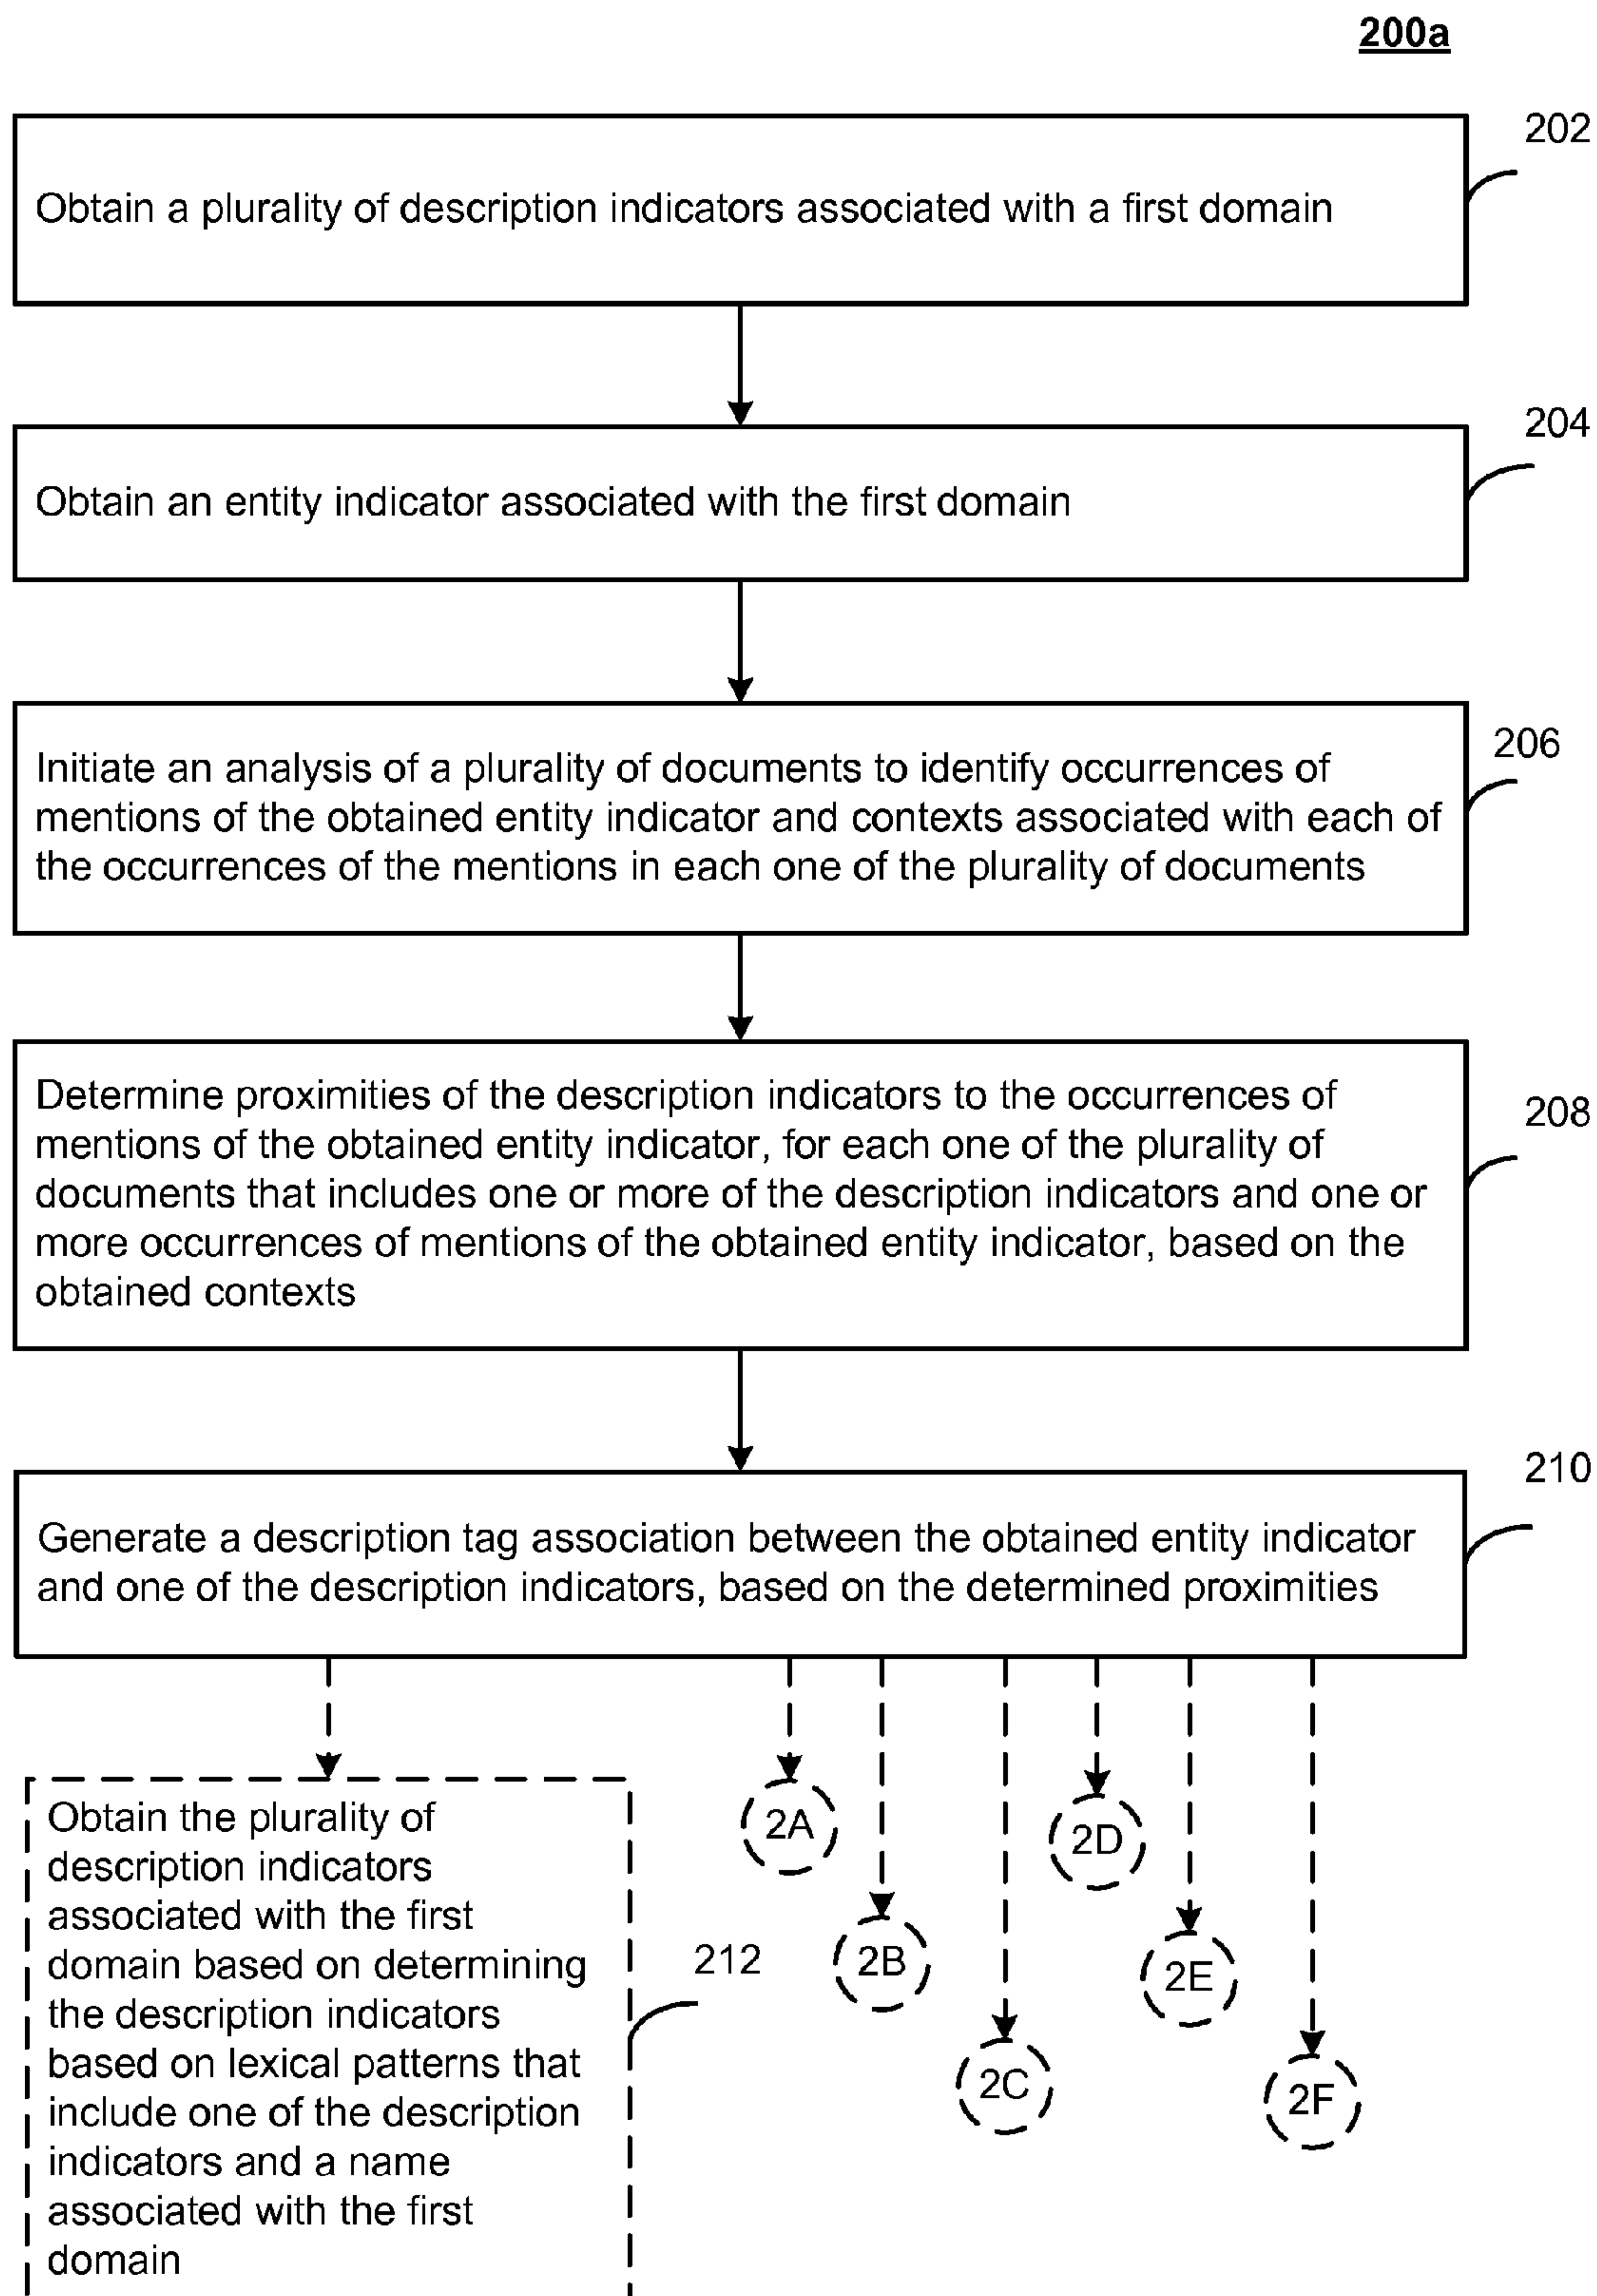 200a
202
Obtain a plurality of description indicators associated with a first domain
204
Obtain an entity indicator associated with the first domain
206
Initiate an analysis of a plurality of documents to identify occurrences of
mentions of the obtained entity indicator and contexts associated with each of
the occurrences of the mentions in each one of the plurality of documents
208
Determine proximities of the description indicators to the occurrences of
mentions of the obtained entity indicator, for each one of the plurality of
documents that includes one or more of the description indicators and one or
more occurrences of mentions of the obtained entity indicator, based on the
obtained contexts
210
Generate a description tag association between the obtained entity indicator
and one of the description indicators, based on the determined proximities
Obtain the plurality of
description indicators
associated with the first
domain based on determining
the description indicators
based on lexical patterns that
include one of the description
indicators and a name
associated with the first
domain
212
2A
2B
2C
2D
2E
2F